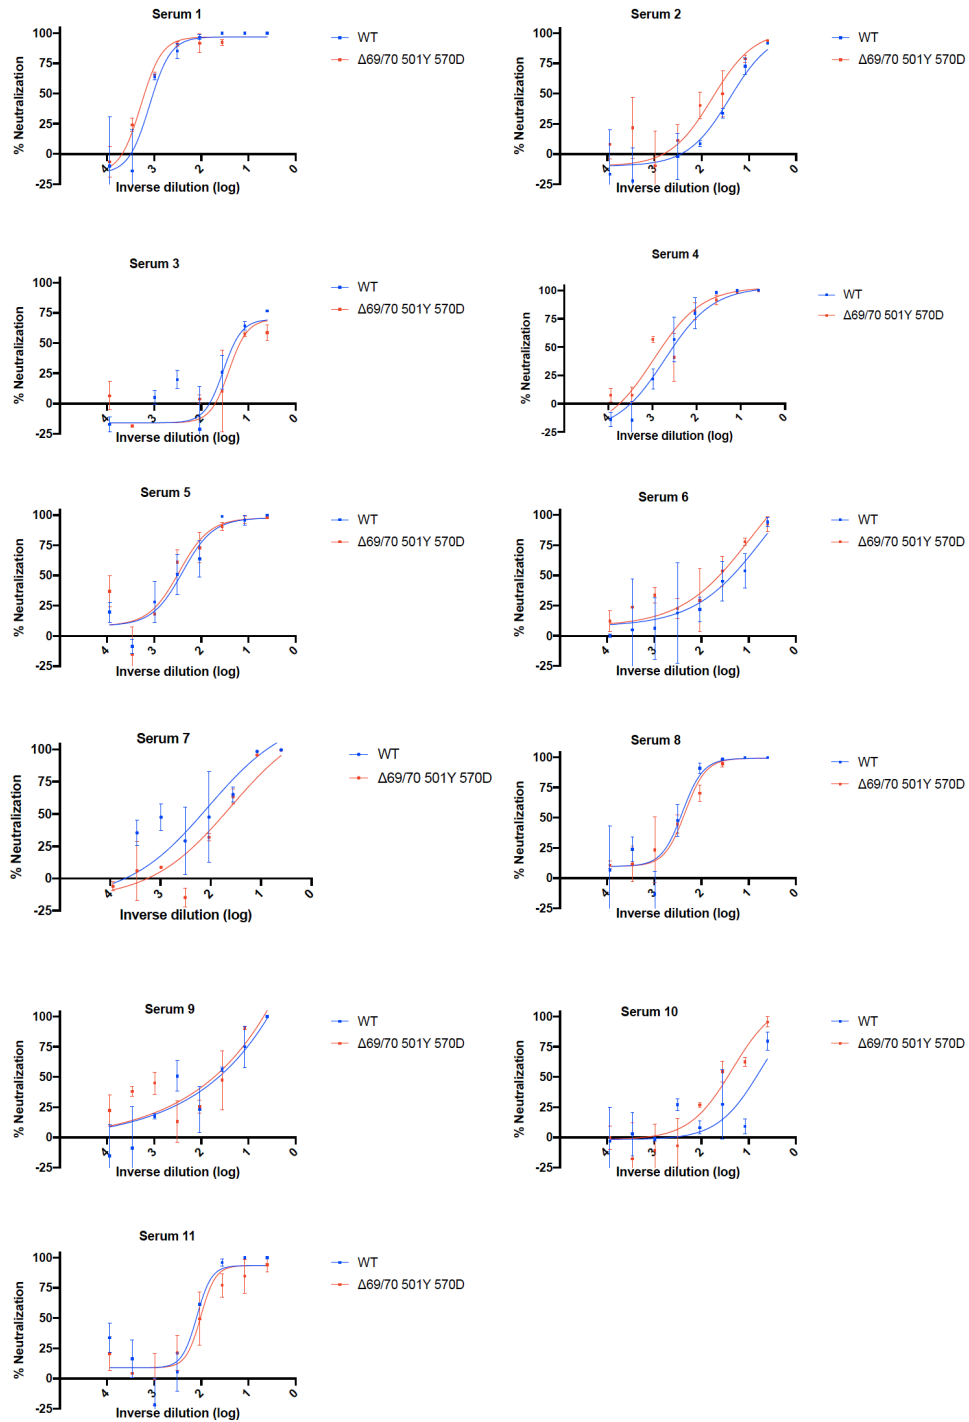 Serum 1
% Neutralization
100
75
50
25
0
-25
4
3
2
1
0
Inverse dilution (log)
WT
Δ69/70 501Y 570D
Serum 2
% Neutralization
100
75
50
25
0
-25
4
3
2
1
0
Inverse dilution (log)
WT
Δ69/70 501Y 570D
Serum 3
% Neutralization
100
75
50
25
0
-25
4
3
2
1
0
Inverse dilution (log)
WT
Δ69/70 501Y 570D
Serum 4
% Neutralization
100
75
50
25
0
-25
4
3
2
1
0
Inverse dilution (log)
WT
Δ69/70 501Y 570D
Serum 5
% Neutralization
100
75
50
25
0
-25
4
3
2
1
0
Inverse dilution (log)
WT
Δ69/70 501Y 570D
Serum 6
% Neutralization
100
75
50
25
0
-25
4
3
2
1
0
Inverse dilution (log)
WT
Δ69/70 501Y 570D
Serum 7
% Neutralization
100
75
50
25
0
-25
4
3
2
1
0
Inverse dilution (log)
WT
Δ69/70 501Y 570D
Serum 8
% Neutralization
100
75
50
25
0
-25
4
3
2
1
0
Inverse dilution (log)
WT
Δ69/70 501Y 570D
Serum 9
% Neutralization
100
75
50
25
0
-25
4
3
2
1
0
Inverse dilution (log)
WT
Δ69/70 501Y 570D
Serum 10
% Neutralization
100
75
50
25
0
-25
4
3
2
1
0
Inverse dilution (log)
WT
Δ69/70 501Y 570D
Serum 11
% Neutralization
100
75
50
25
0
-25
4
3
2
1
0
Inverse dilution (log)
WT
Δ69/70 501Y 570D